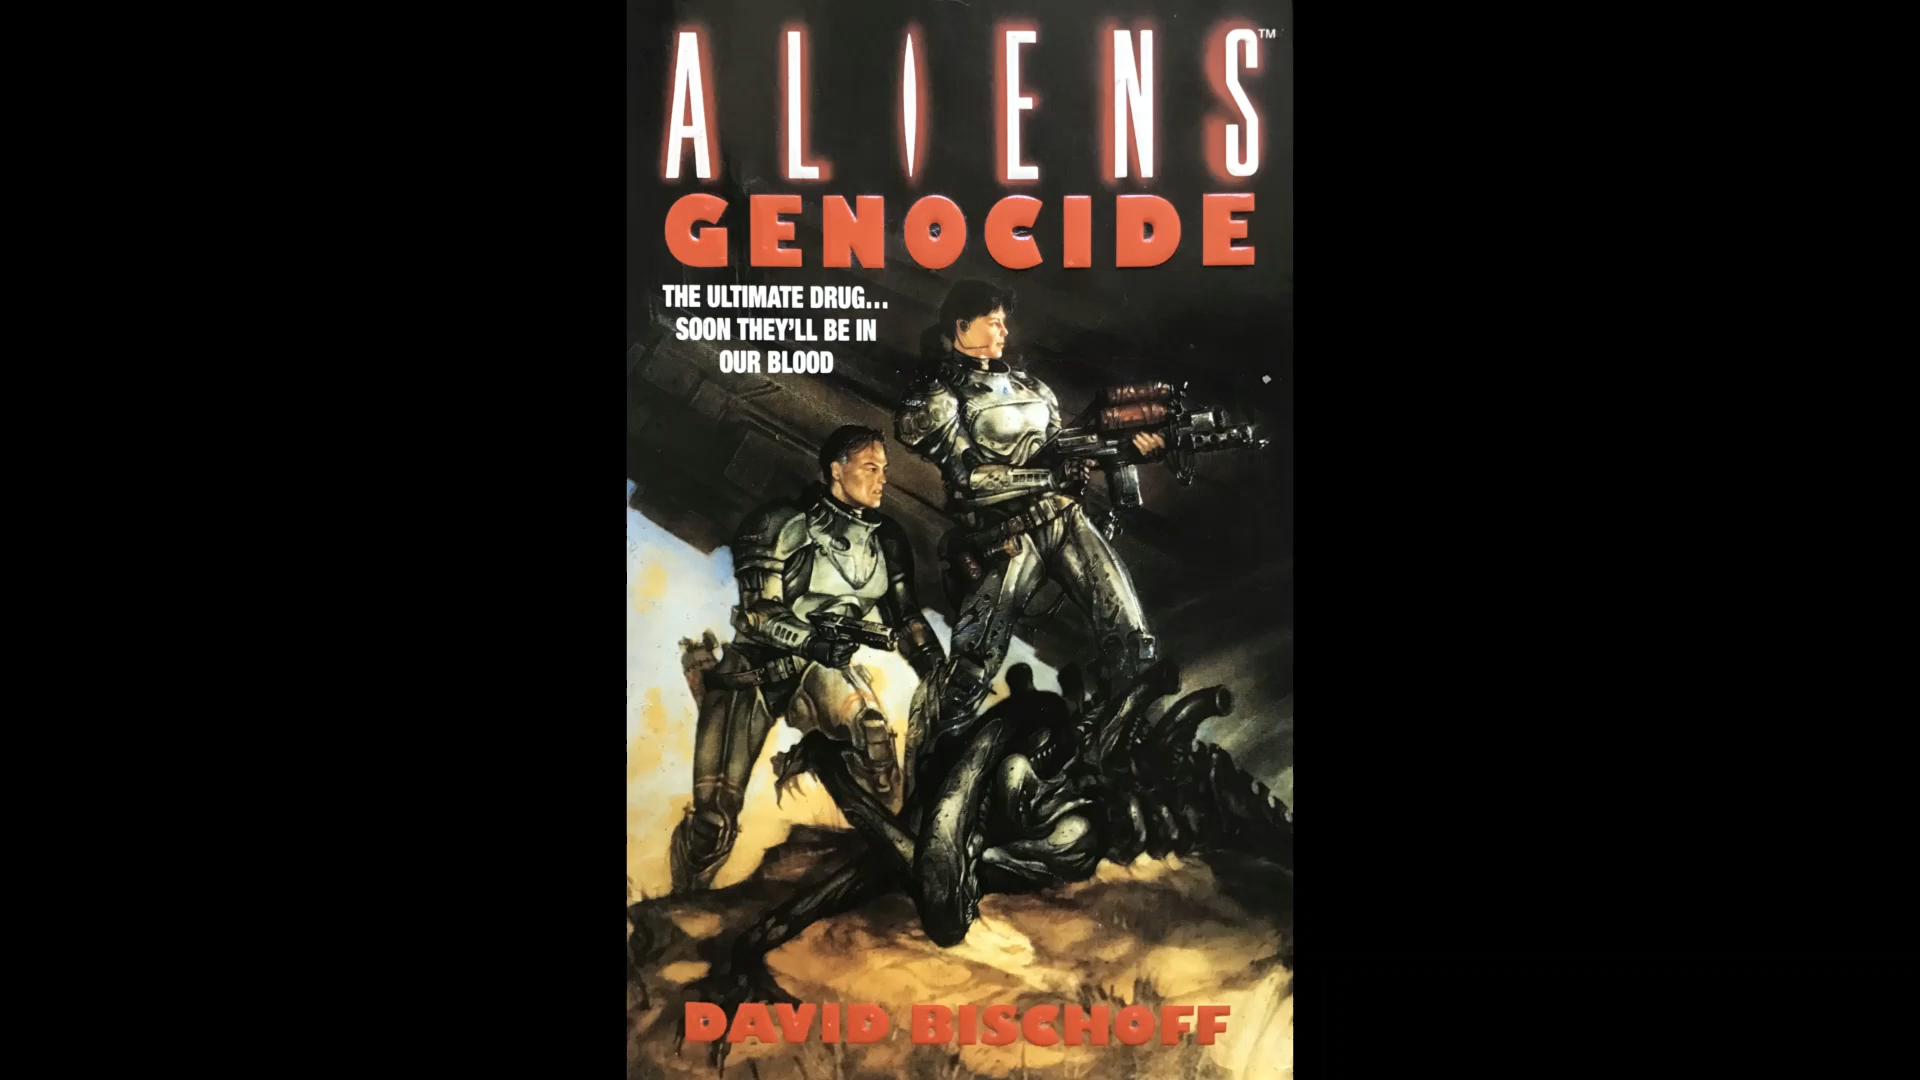 ALIENS™
GENOCIDE
THE ULTIMATE DRUG...
SOON THEY'LL BE IN
OUR BLOOD
DAVID BISCHOFF